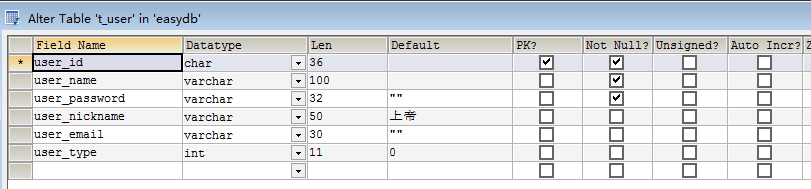 Alter Table 't_user' in 'easydb'
Field Name Datatype Len Default PK? Not Null? Unsigned? Auto Incr? Z
* user_id char 36
user_name varchar 100
user_password varchar 32 ""
user_nickname varchar 50 上帝
user_email varchar 30 ""
user_type int 11 0